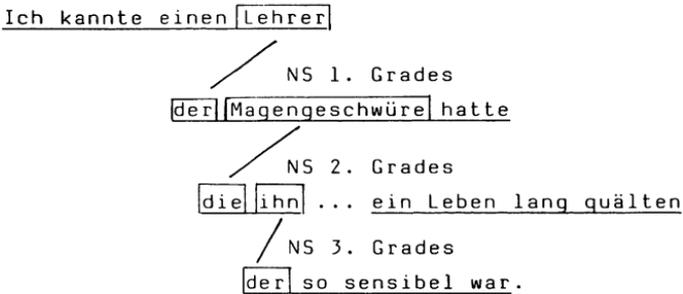 Ich kannte einen Lehrer
NS 1. Grades
der Magengeschwüre hatte
NS 2. Grades
die ihn ... ein Leben lang quälten
NS 3. Grades
der so sensibel war.